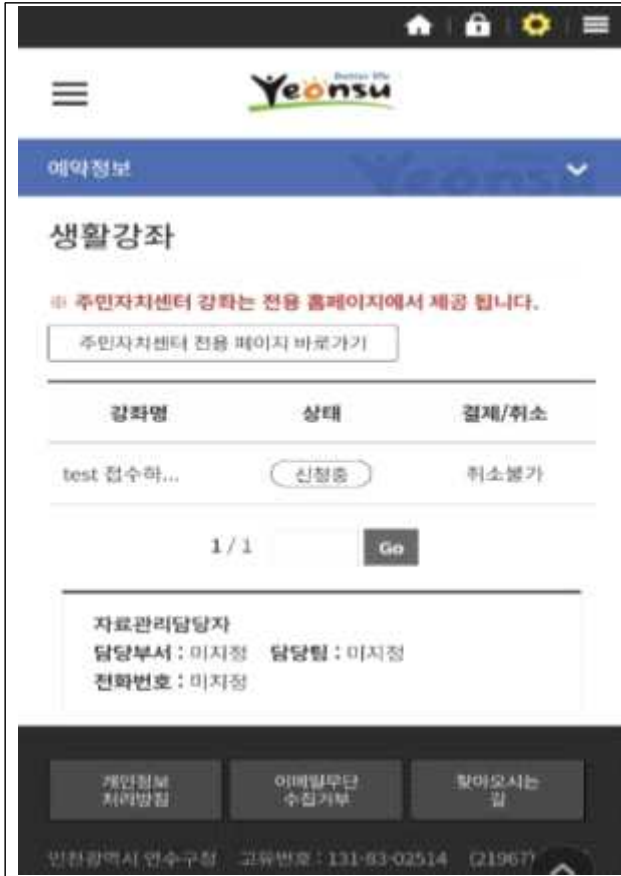 Better life
Yeonsu
예약정보
생활강좌
※ 주민자치센터 강좌는 전용 홈페이지에서 제공 됩니다.
주민자치센터 전용 페이지 바로가기
강좌명 상태 결제/취소
test 접수하... 신청중 취소불가
1 / 1 Go
자료관리담당자
담당부서 : 미지정 담당팀 : 미지정
전화번호 : 미지정
개인정보 이메일무단 찾아오시는
처리방침 수집거부 길
인천광역시 연수구청 고유번호 : 131-83-02514 (21967)